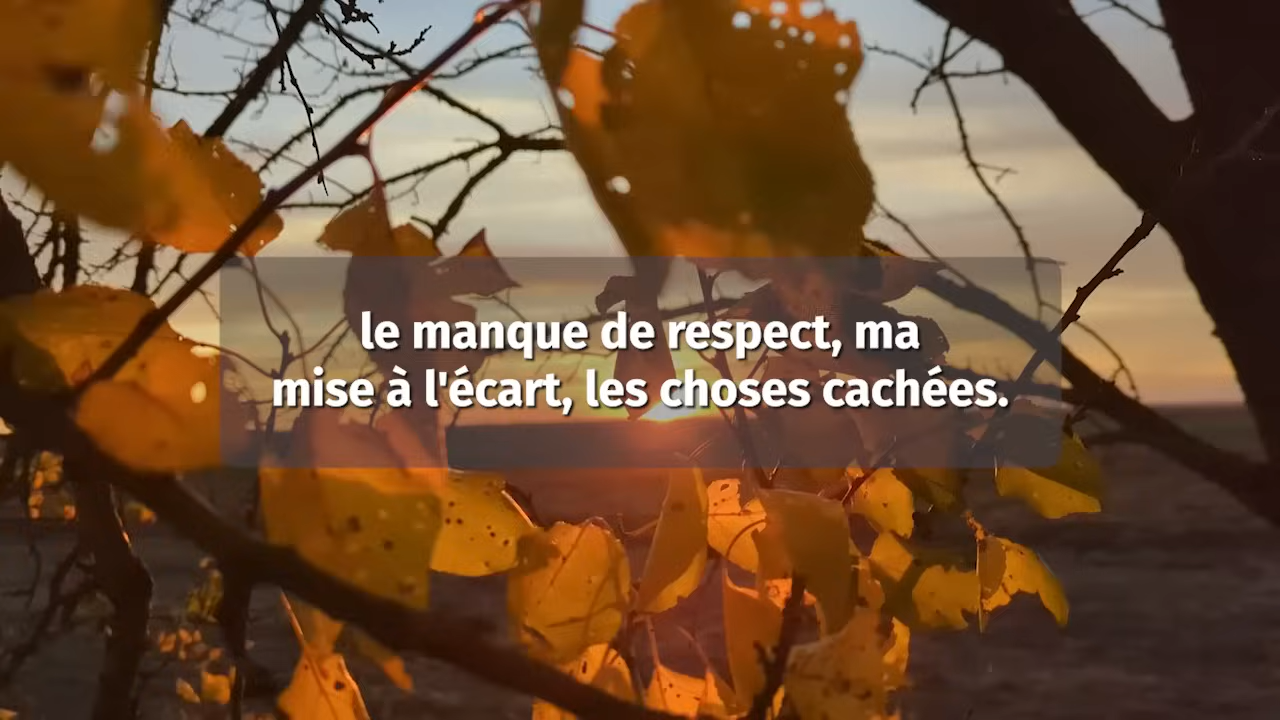 le manque de respect, ma
mise à l'écart, les choses cachées.